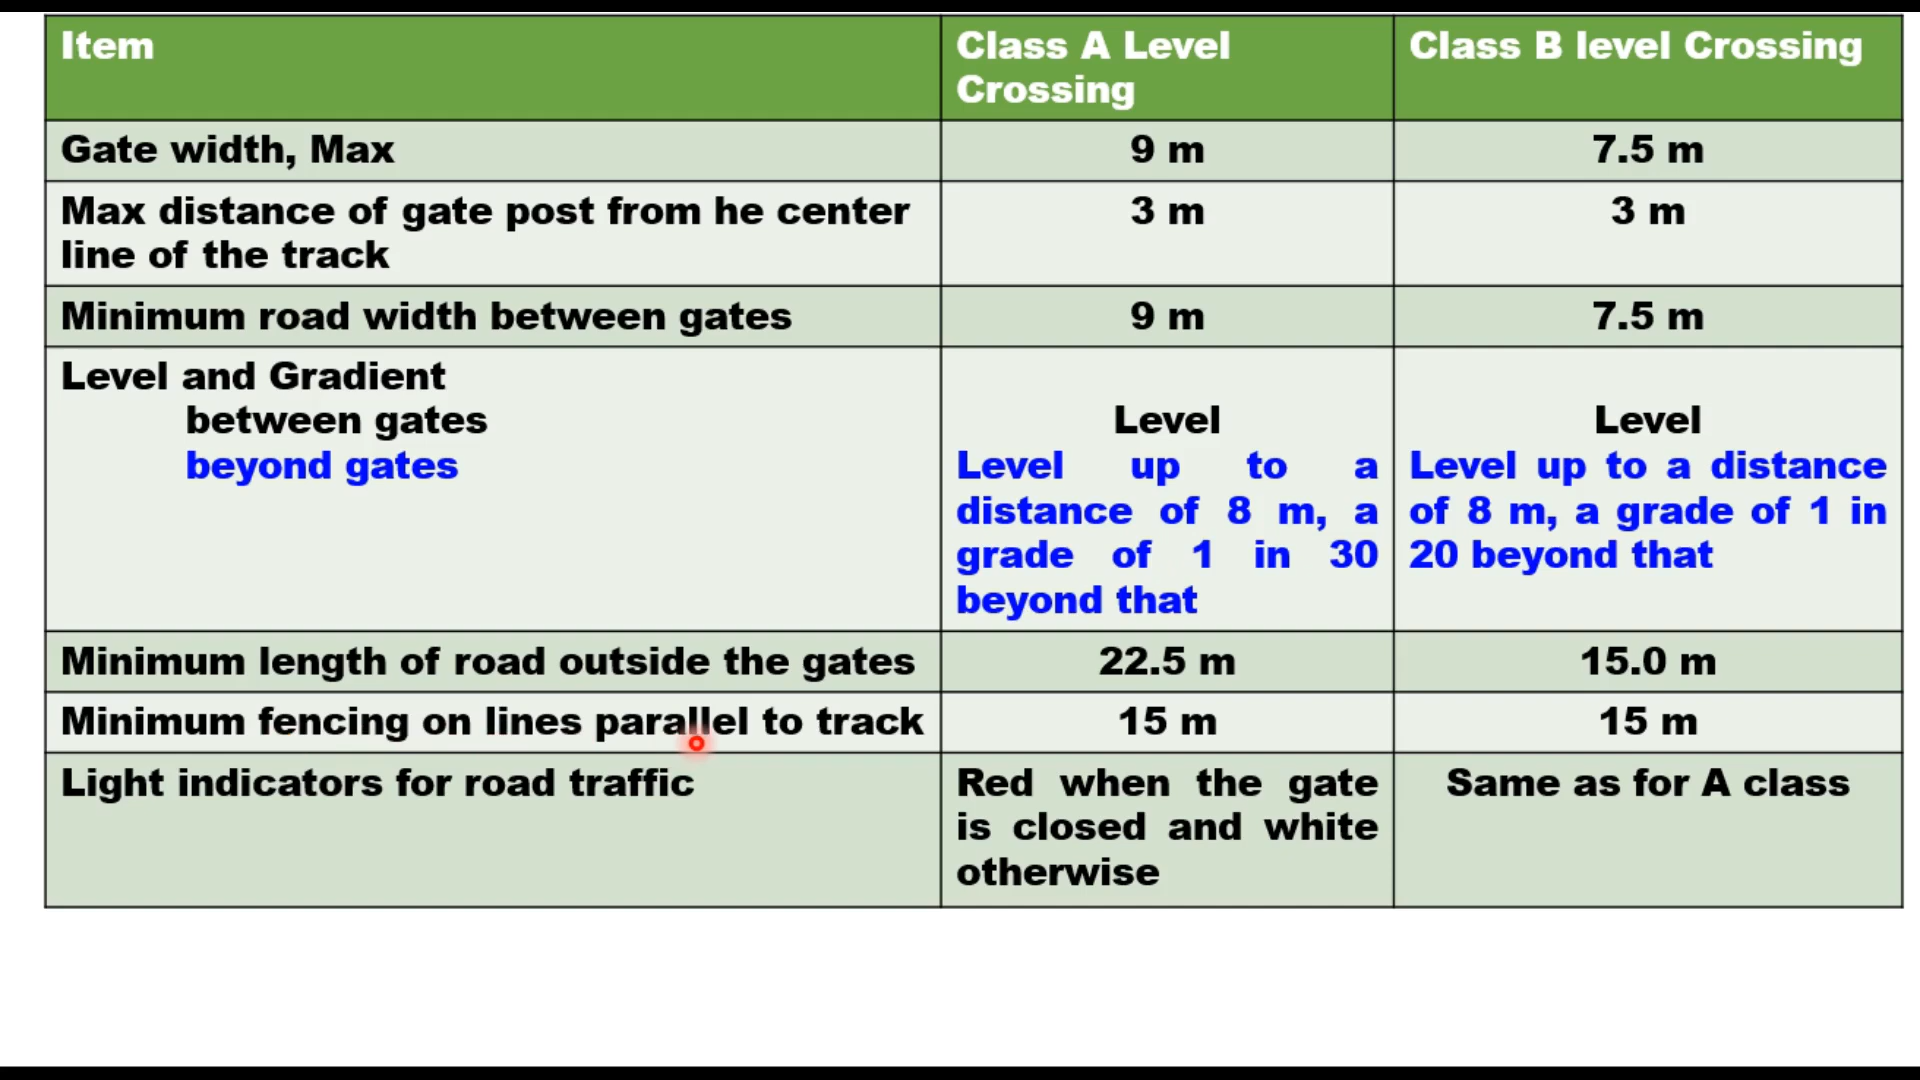 Item
Class A Level
Crossing
Class B level Crossing
Gate width, Max
9 m
7.5 m
Max distance of gate post from he center
line of the track
3 m
3 m
Minimum road width between gates
9 m
7.5 m
Level and Gradient
between gates
beyond gates
Level
Level up to a
distance of 8 m, a
grade of 1 in 30
beyond that
Level
Level up to a distance
of 8 m, a grade of 1 in
20 beyond that
Minimum length of road outside the gates
22.5 m
15.0 m
Minimum fencing on lines parallel to track
15 m
15 m
Light indicators for road traffic
Red when the gate
is closed and white
otherwise
Same as for A class